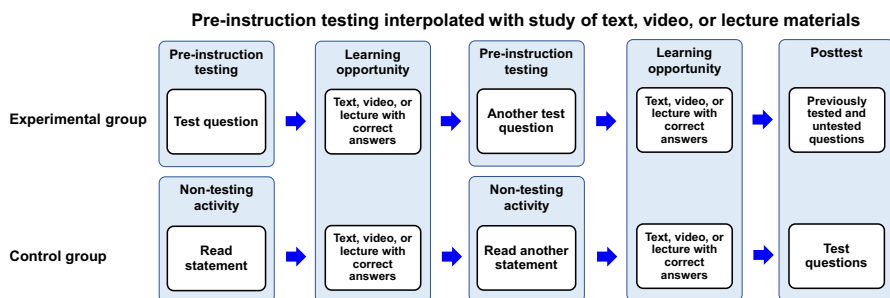 Pre-instruction testing interpolated with study of text, video, or lecture materials
Pre-instruction
testing
Learning
opportunity
Pre-instruction
testing
Learning
opportunity
Posttest
Experimental group
Test question
Text, video, or
lecture with
correct
answers
Another test
question
Text, video, or
lecture with
correct
answers
Previously
tested and
untested
questions
Non-testing
activity
Non-testing
activity
Control group
Read
statement
Text, video, or
lecture with
correct
answers
Read another
statement
Text, video, or
lecture with
correct
answers
Test
questions